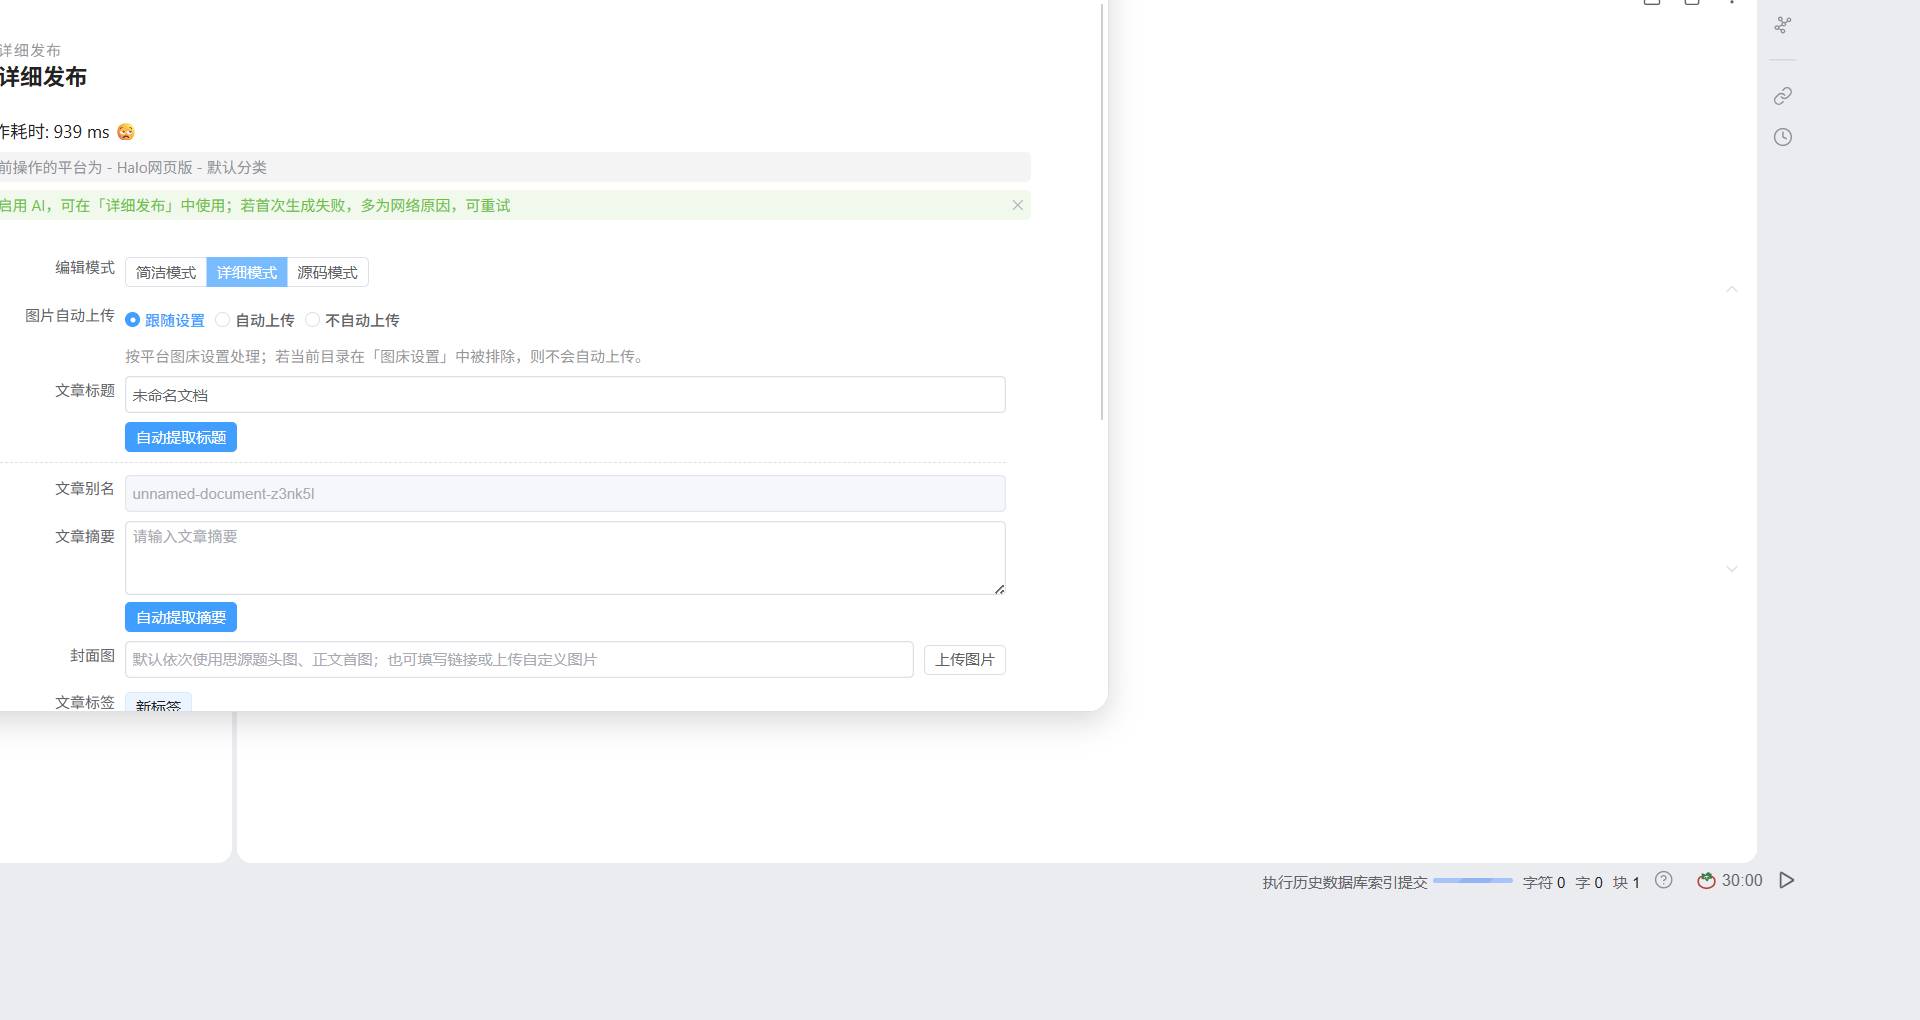 详细发布
详细发布
作耗时: 939 ms
前操作的平台为 - Halo网页版 - 默认分类
启用 AI，可在「详细发布」中使用；若首次生成失败，多为网络原因，可重试
编辑模式 简洁模式 详细模式 源码模式
图片自动上传 跟随设置 自动上传 不自动上传
按平台图床设置处理；若当前目录在「图床设置」中被排除，则不会自动上传。
文章标题 未命名文档
自动提取标题
文章别名 unnamed-document-z3nk5l
文章摘要 请输入文章摘要
自动提取摘要
封面图 默认依次使用思源题头图、正文首图；也可填写链接或上传自定义图片 上传图片
文章标签 新标签
执行历史数据库索引提交 字符 0 字 0 块 1 30:00